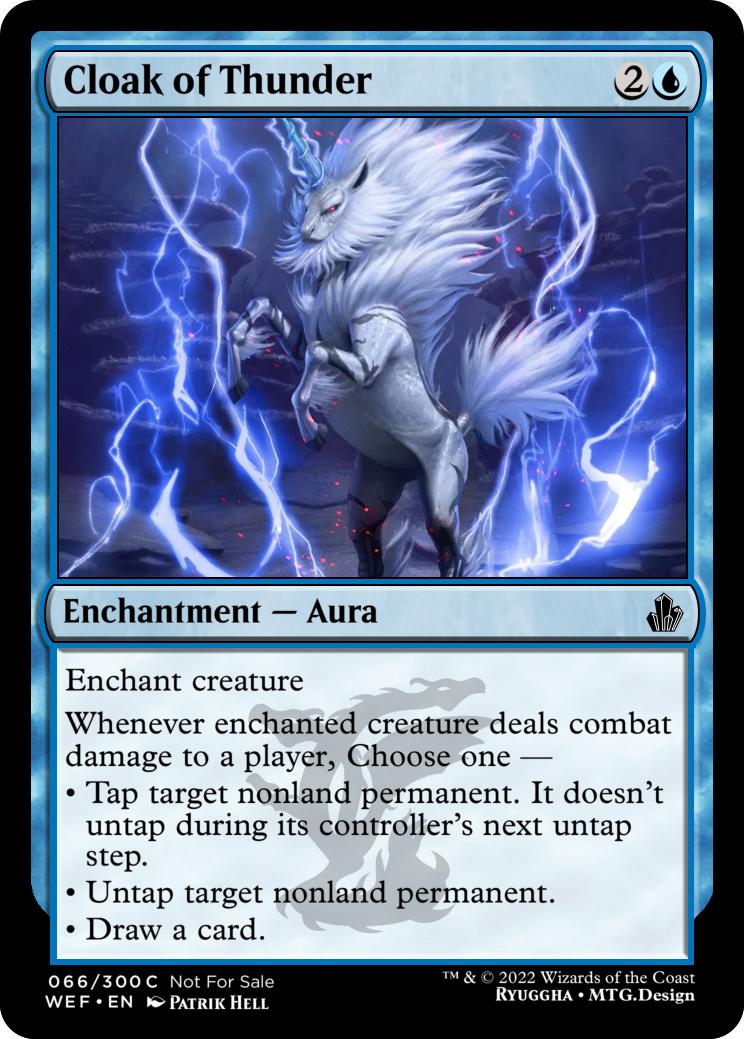 Cloak of Thunder 2
Enchantment — Aura
Enchant creature
Whenever enchanted creature deals combat
damage to a player, Choose one —
• Tap target nonland permanent. It doesn't
untap during its controller's next untap
step.
• Untap target nonland permanent.
• Draw a card.
066/300 C Not For Sale
WEF • EN Patrik Hell
™ & © 2022 Wizards of the Coast
Ryuggha • MTG.Design